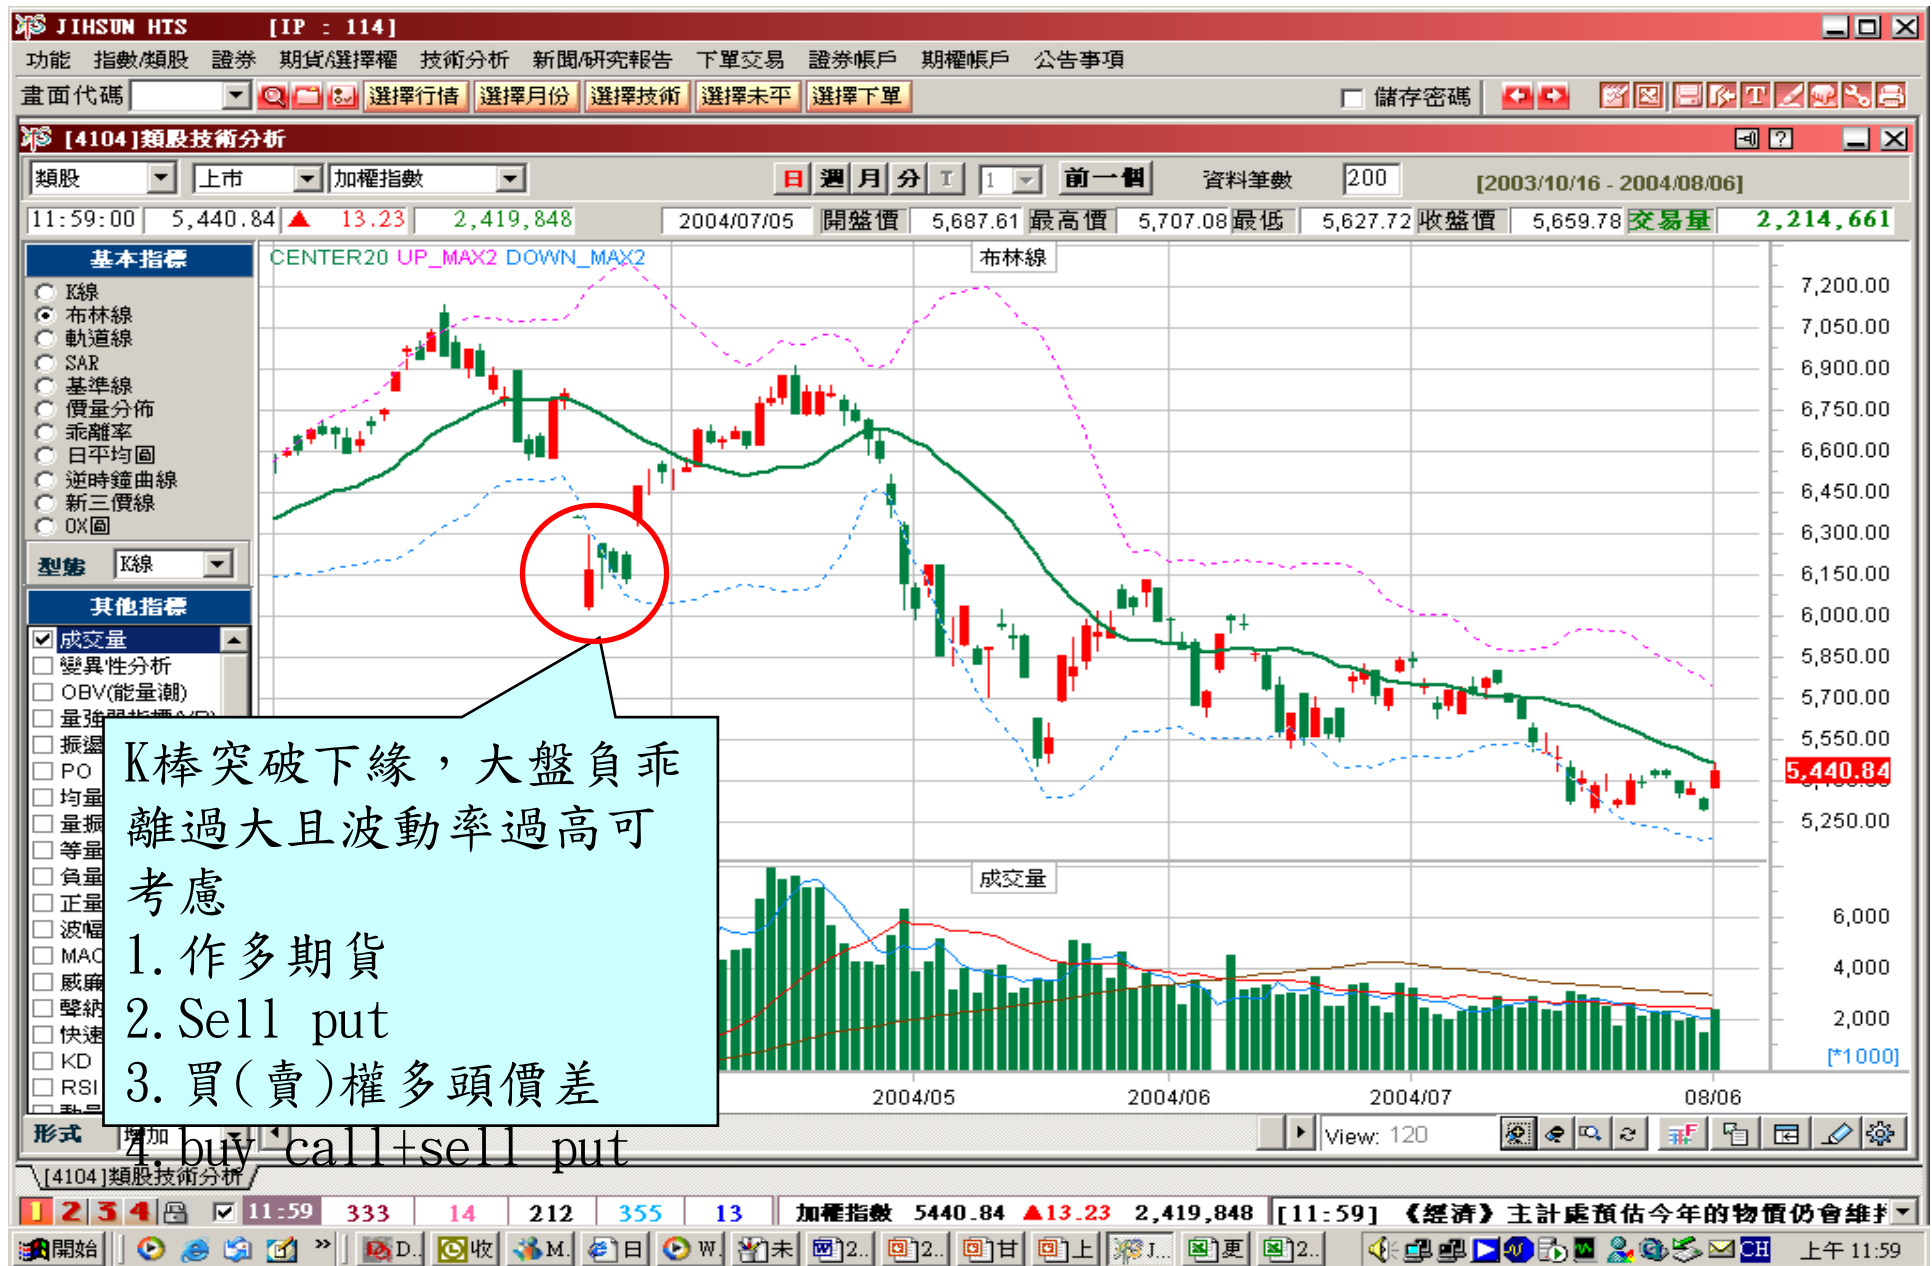 JIHSUN HTS [IP : 114]
功能 指數/類股 證券 期貨/選擇權 技術分析 新聞/研究報告 下單交易 證券帳戶 期權帳戶 公告事項
畫面代碼 選擇行情 選擇月份 選擇技術 選擇未平 選擇下單 儲存密碼
[4104]類股技術分析
類股 上市 加權指數 日 週 月 分 T 1 前一個 資料筆數 200 [2003/10/16 - 2004/08/06]
11:59:00 5,440.84 ▲ 13.23 2,419,848 2004/07/05 開盤價 5,687.61 最高價 5,707.08 最低 5,627.72 收盤價 5,659.78 交易量 2,214,661
基本指標
K線
布林線
軌道線
SAR
基準線
價量分佈
乖離率
日平均圖
逆時鐘曲線
新三價線
OX圖
型態 K線
其他指標
成交量
變異性分析
OBV(能量潮)
PO
KD
RSI
形式 增加
CENTER20 UP_MAX2 DOWN_MAX2
布林線
7,200.00
7,050.00
6,900.00
6,750.00
6,600.00
6,450.00
6,300.00
6,150.00
6,000.00
5,850.00
5,700.00
5,550.00
5,440.84
5,250.00
K棒突破下緣，大盤負乖
離過大且波動率過高可
考慮
1.作多期貨
2.Sell put
3.買(賣)權多頭價差
4.buy call+sell put
成交量
6,000
4,000
2,000
[*1000]
2004/05 2004/06 2004/07 08/06
View: 120
[4104]類股技術分析
1 2 3 4 11:59 333 14 212 355 13 加權指數 5440.84 ▲13.23 2,419,848 [11:59] 《經濟》主計處預估今年的物價仍會維
開始 » D.. 收 M. 日 W. 未 2.. 2.. 甘 上 J... 更 2.. CH 上午 11:59